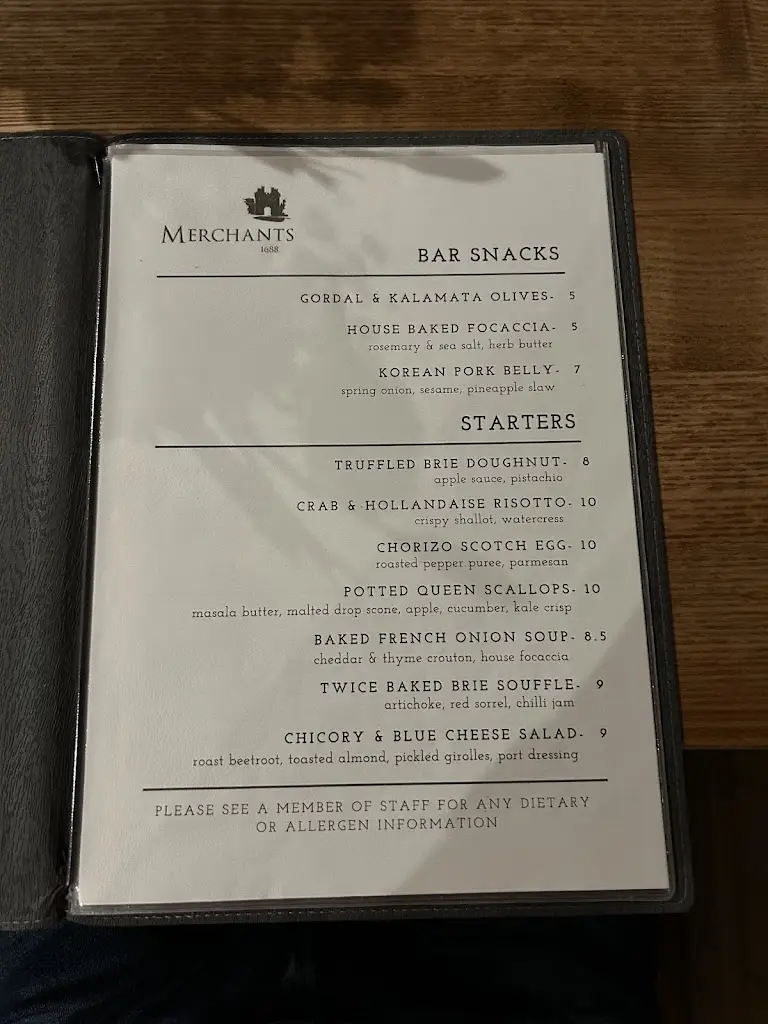 MERCHANTS
1688
BAR SNACKS
GORDAL & KALAMATA OLIVES- 5
HOUSE BAKED FOCACCIA- 5
rosemary & sea salt, herb butter
KOREAN PORK BELLY- 7
spring onion, sesame, pineapple slaw
STARTERS
TRUFFLED BRIE DOUGHNUT- 8
apple sauce, pistachio
CRAB & HOLLANDAISE RISOTTO- 10
crispy shallot, watercress
CHORIZO SCOTCH EGG- 10
roasted pepper puree, parmesan
POTTED QUEEN SCALLOPS- 10
masala butter, malted drop scone, apple, cucumber, kale crisp
BAKED FRENCH ONION SOUP- 8.5
cheddar & thyme crouton, house focaccia
TWICE BAKED BRIE SOUFFLE- 9
artichoke, red sorrel, chilli jam
CHICORY & BLUE CHEESE SALAD- 9
roast beetroot, toasted almond, pickled girolles, port dressing
PLEASE SEE A MEMBER OF STAFF FOR ANY DIETARY
OR ALLERGEN INFORMATION